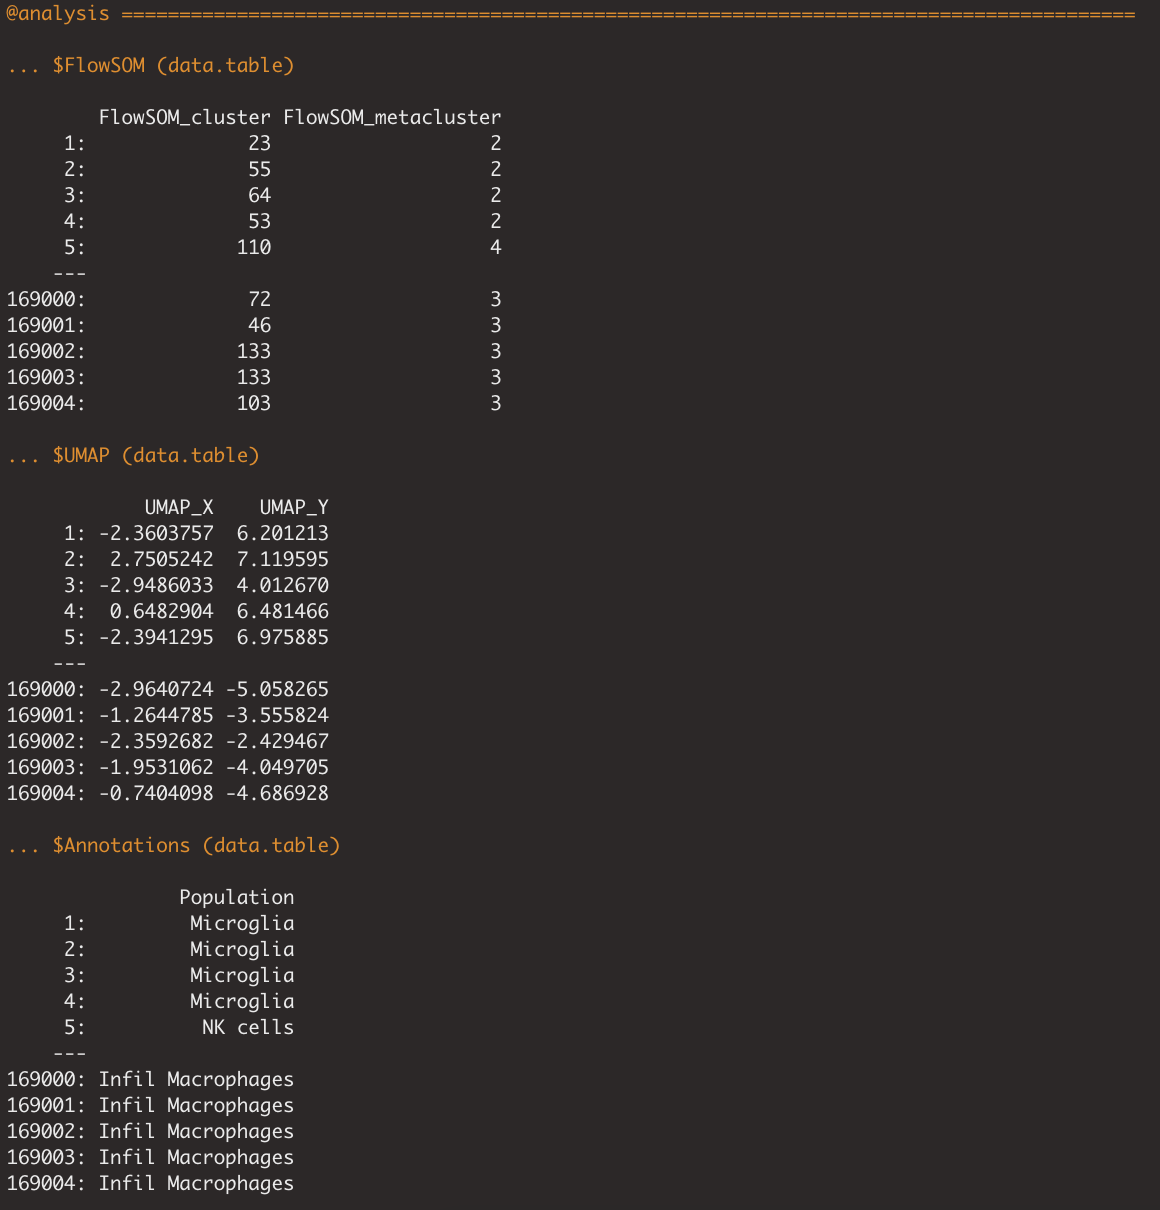 @analysis ========================================================================================
... $FlowSOM (data.table)
        FlowSOM_cluster FlowSOM_metacluster
     1:              23                   2
     2:              55                   2
     3:              64                   2
     4:              53                   2
     5:             110                   4
    ---
169000:              72                   3
169001:              46                   3
169002:             133                   3
169003:             133                   3
169004:             103                   3
... $UMAP (data.table)
            UMAP_X    UMAP_Y
     1: -2.3603757  6.201213
     2:  2.7505242  7.119595
     3: -2.9486033  4.012670
     4:  0.6482904  6.481466
     5: -2.3941295  6.975885
    ---
169000: -2.9640724 -5.058265
169001: -1.2644785 -3.555824
169002: -2.3592682 -2.429467
169003: -1.9531062 -4.049705
169004: -0.7404098 -4.686928
... $Annotations (data.table)
               Population
     1:         Microglia
     2:         Microglia
     3:         Microglia
     4:         Microglia
     5:          NK cells
    ---
169000: Infil Macrophages
169001: Infil Macrophages
169002: Infil Macrophages
169003: Infil Macrophages
169004: Infil Macrophages